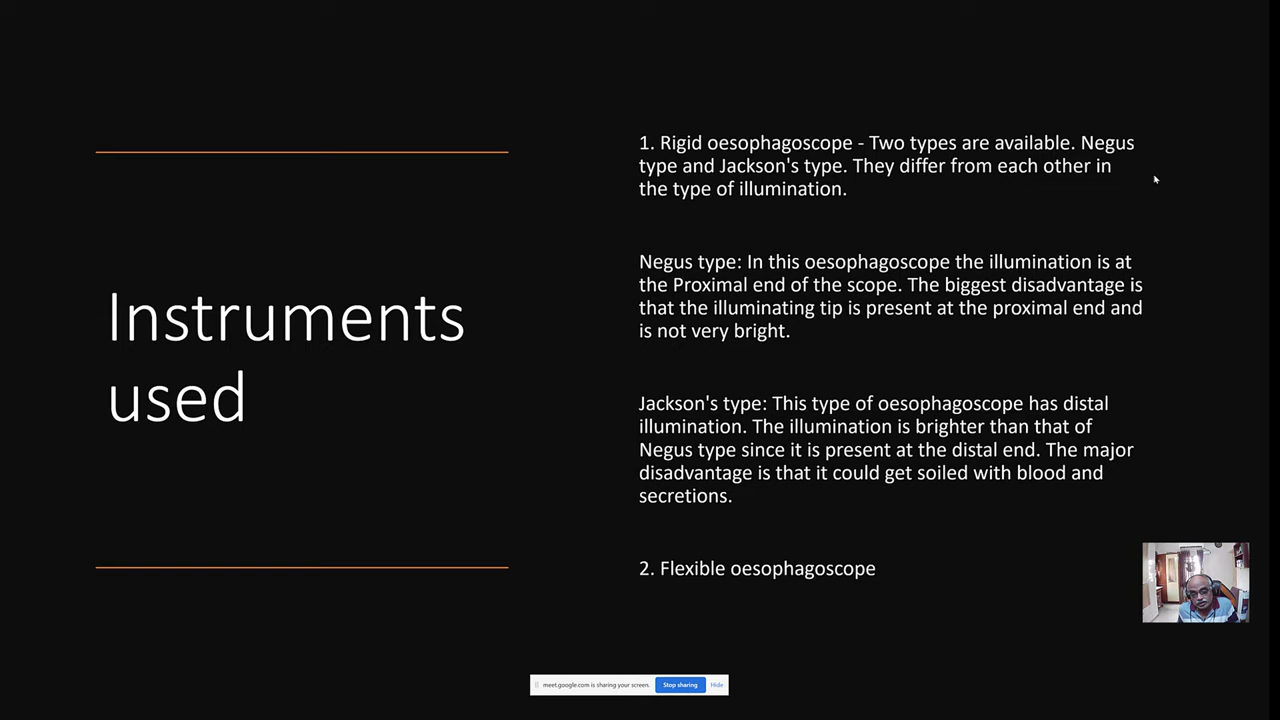 Instruments
used
1. Rigid oesophagoscope - Two types are available. Negus
type and Jackson's type. They differ from each other in
the type of illumination.
Negus type: In this oesophagoscope the illumination is at
the Proximal end of the scope. The biggest disadvantage is
that the illuminating tip is present at the proximal end and
is not very bright.
Jackson's type: This type of oesophagoscope has distal
illumination. The illumination is brighter than that of
Negus type since it is present at the distal end. The major
disadvantage is that it could get soiled with blood and
secretions.
2. Flexible oesophagoscope
meet.google.com is sharing your screen. Stop sharing Hide